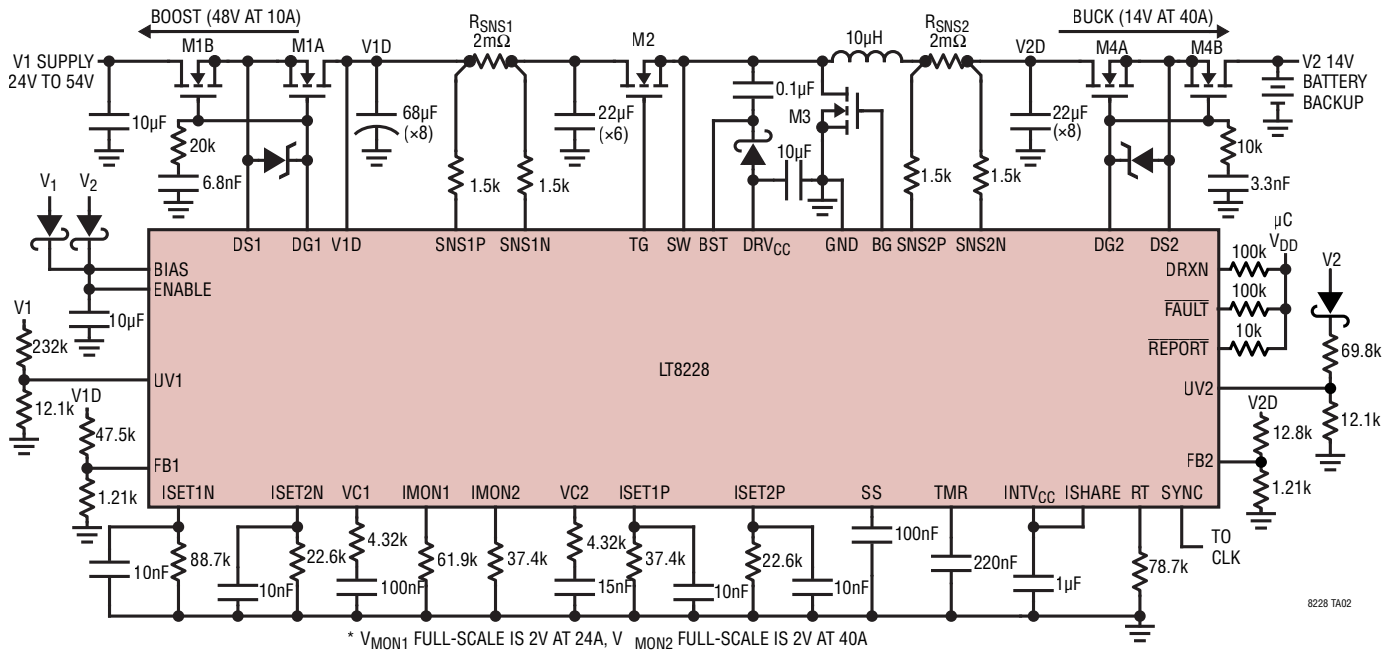 BOOST (48V AT 10A)
BUCK (14V AT 40A)
V1 SUPPLY
24V TO 54V
M1B
M1A
V1D
RSNS1
2mΩ
M2
10µH
RSNS2
2mΩ
V2D
M4A
M4B
V2 14V
BATTERY
BACKUP
10µF
20k
6.8nF
68µF
(×8)
1.5k
1.5k
22µF
(×6)
0.1µF
10µF
M3
1.5k
1.5k
22µF
(×8)
10k
3.3nF
V1
V2
DS1
DG1
V1D
SNS1P
SNS1N
TG
SW
BST
DRVCC
GND
BG
SNS2P
SNS2N
DG2
DS2
µC
VDD
BIAS
ENABLE
10µF
V1
232k
UV1
12.1k
V1D
47.5k
FB1
1.21k
LT8228
DRXN
100k
FAULT
100k
REPORT
10k
V2
69.8k
UV2
12.1k
V2D
12.8k
FB2
1.21k
ISET1N
ISET2N
VC1
IMON1
IMON2
VC2
ISET1P
ISET2P
SS
TMR
INTVCC
ISHARE
RT
SYNC
10nF
88.7k
10nF
22.6k
4.32k
100nF
61.9k
37.4k
4.32k
15nF
37.4k
10nF
22.6k
10nF
100nF
220nF
1µF
78.7k
TO
CLK
8228 TA02
* VMON1 FULL-SCALE IS 2V AT 24A, V MON2 FULL-SCALE IS 2V AT 40A